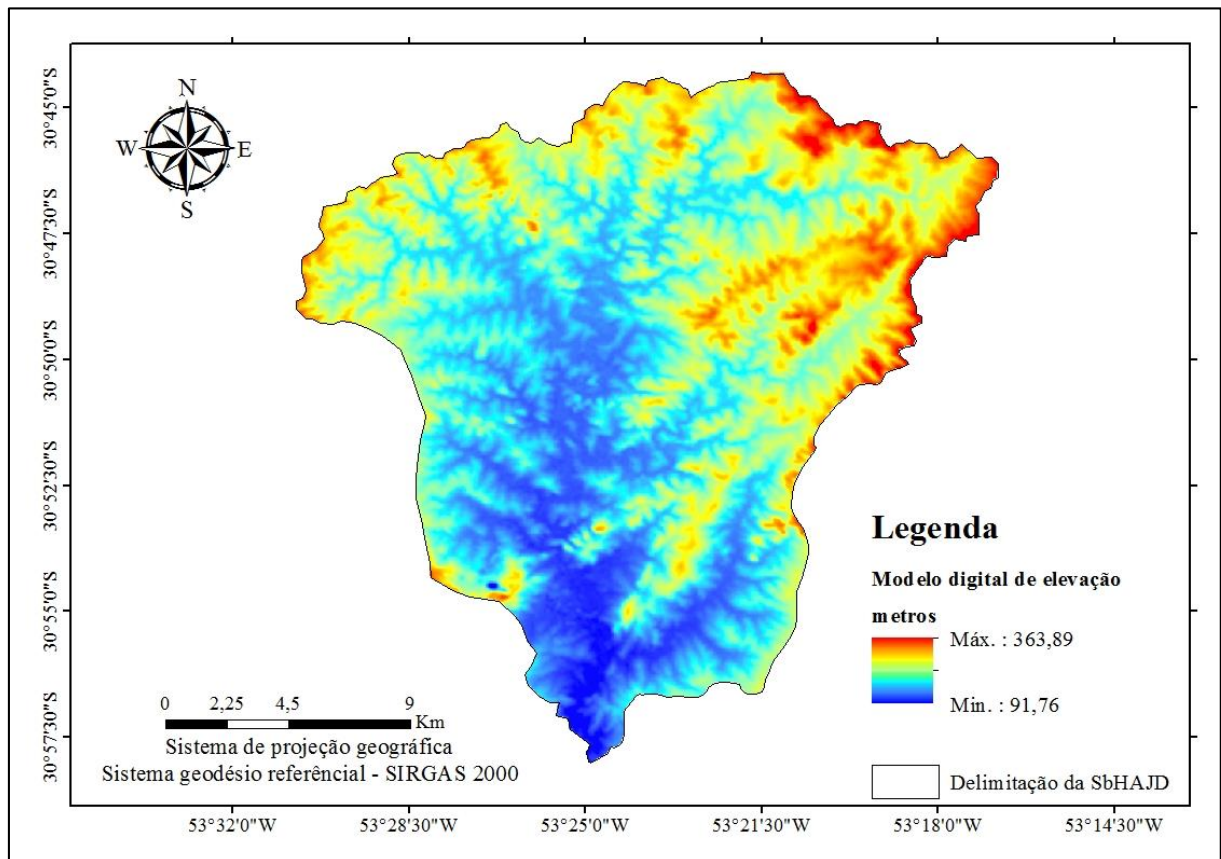 N
W E
S
30°45'0"S
30°47'30"S
30°50'0"S
30°52'30"S
30°55'0"S
30°57'30"S
Legenda
Modelo digital de elevação
metros
Máx. : 363,89
Min. : 91,76
Delimitação da SbHAJD
0 2,25 4,5 9
Km
Sistema de projeção geográfica
Sistema geodésio referêncial - SIRGAS 2000
53°32'0"W 53°28'30"W 53°25'0"W 53°21'30"W 53°18'0"W 53°14'30"W